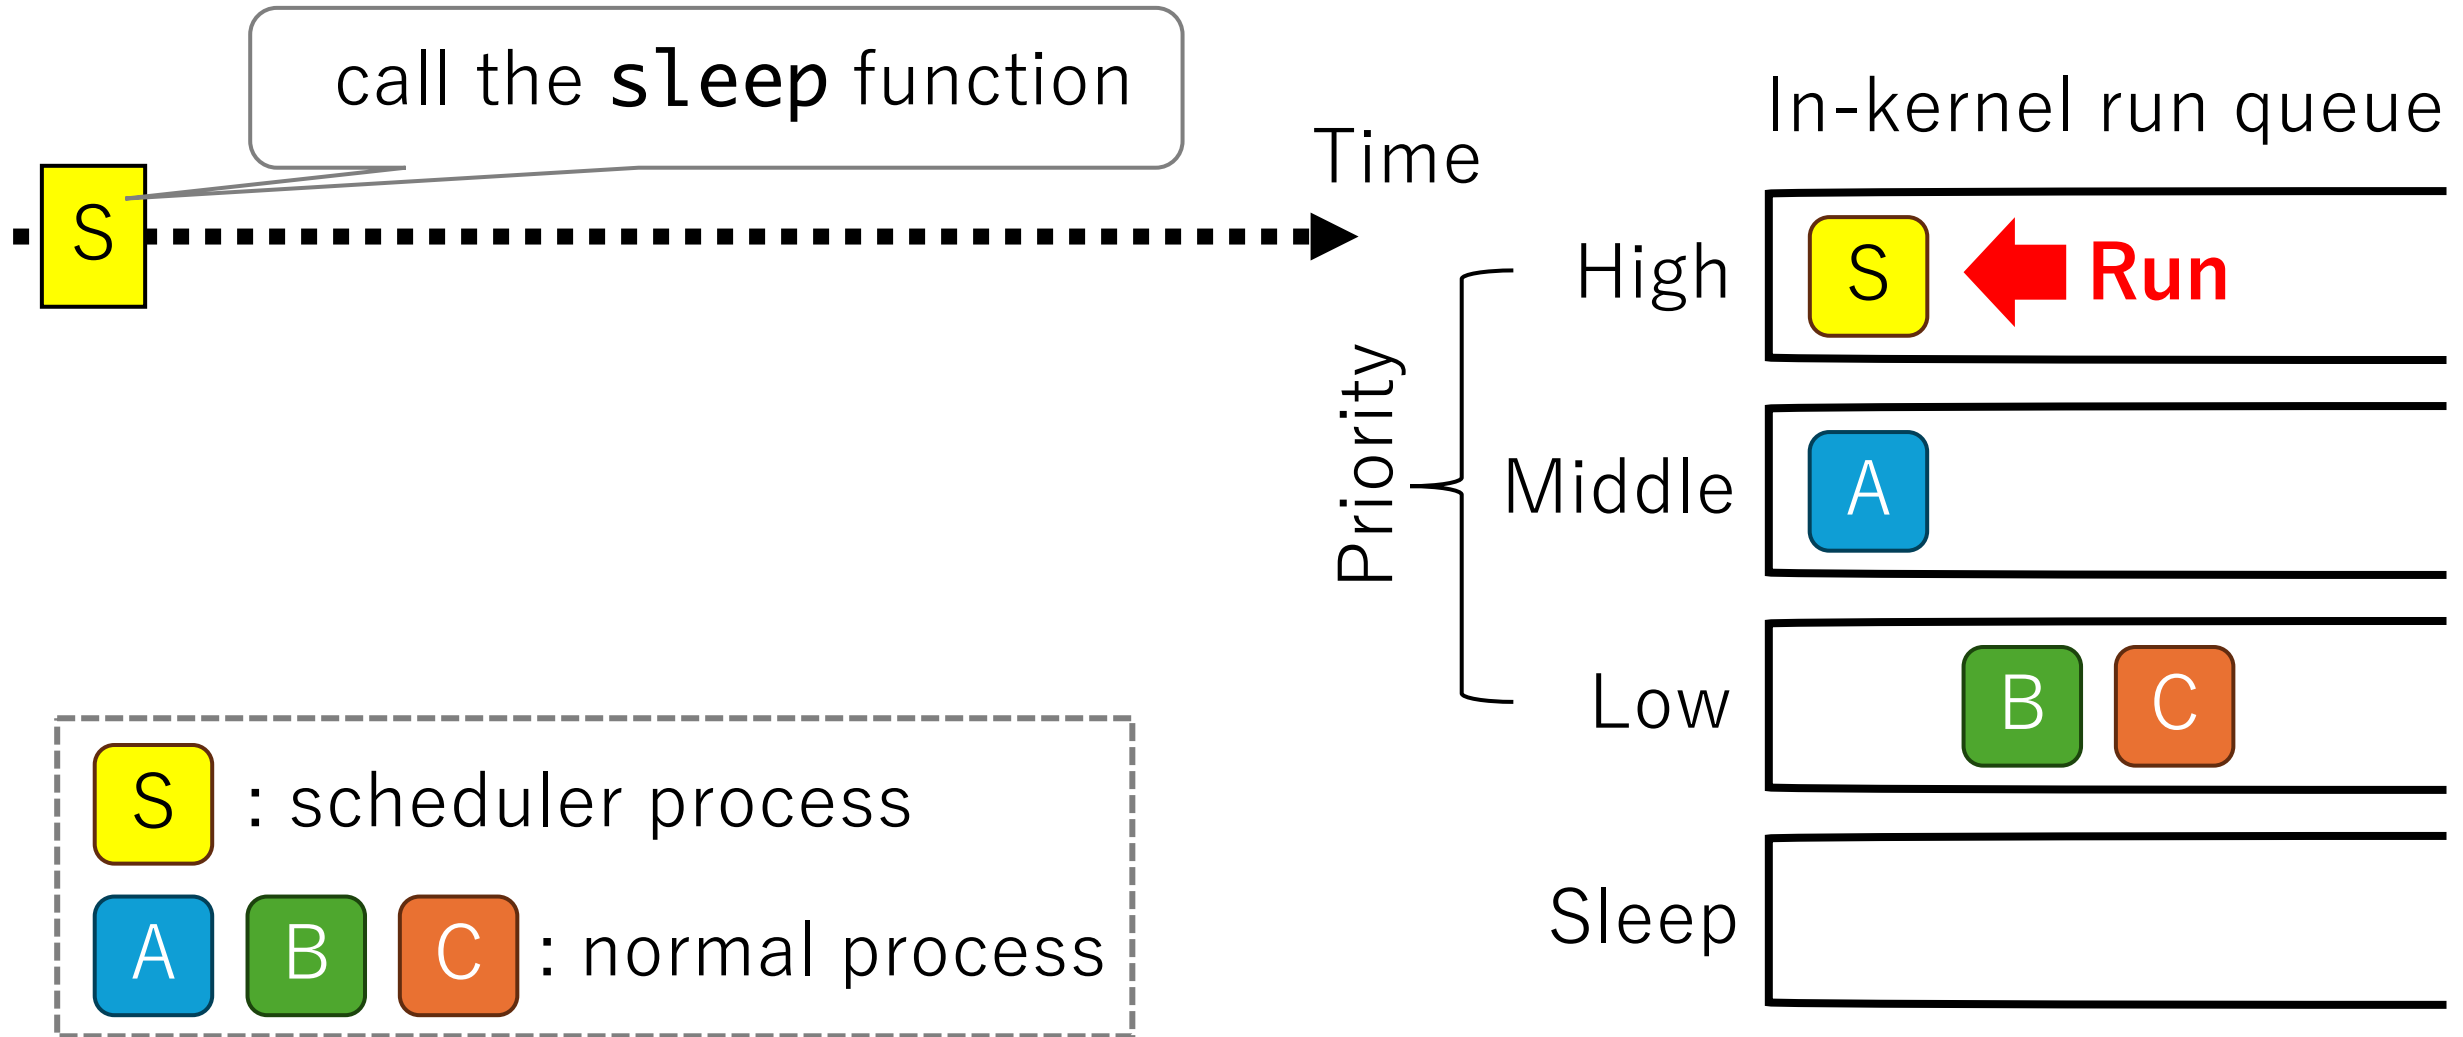 call the sleep function
S
Time
In-kernel run queue
Priority
High
S
Run
Middle
A
Low
B C
Sleep
S : scheduler process
A B C : normal process